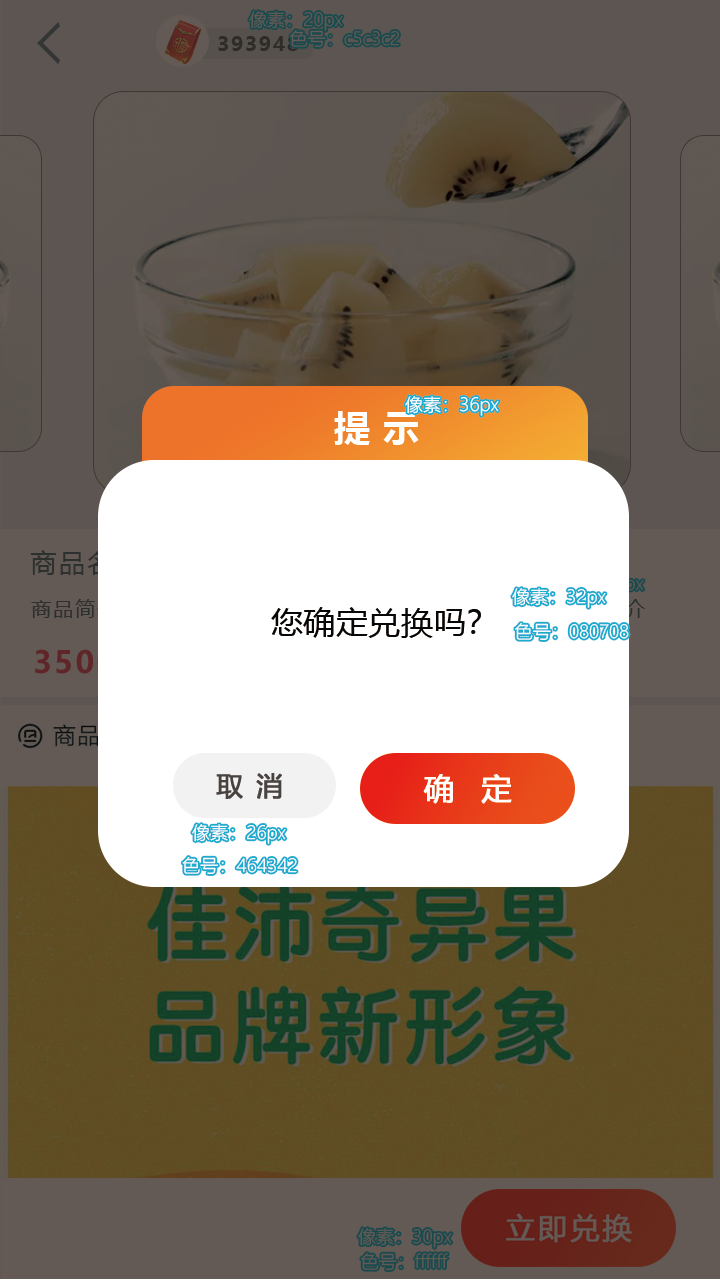 像素：20px
393948
色号：c5c3c2
像素：36px
提 示
商品名
像素：32px
px
商品简
介
您确定兑换吗?
色号：080708
350
商品
取 消
确 定
像素：26px
色号：464342
佳沛奇异果
品牌新形象
像素：30px
立即兑换
色号：ffffff